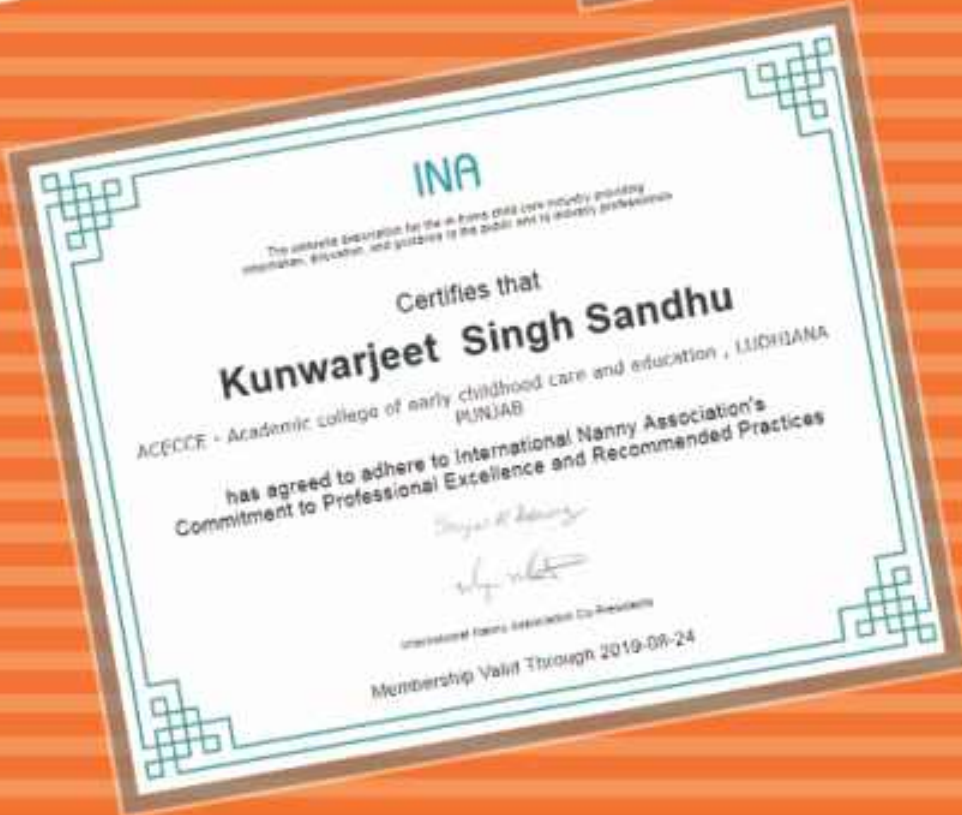 INA
The umbrella association for the in-home child care industry providing
information, education, and guidance to the public and to industry professionals
Certifies that
Kunwarjeet Singh Sandhu
ACECCE - Academic college of early childhood care and education , LUDHIANA
PUNJAB
has agreed to adhere to International Nanny Association's
Commitment to Professional Excellence and Recommended Practices
International Nanny Association Co-Presidents
Membership Valid Through 2019-08-24